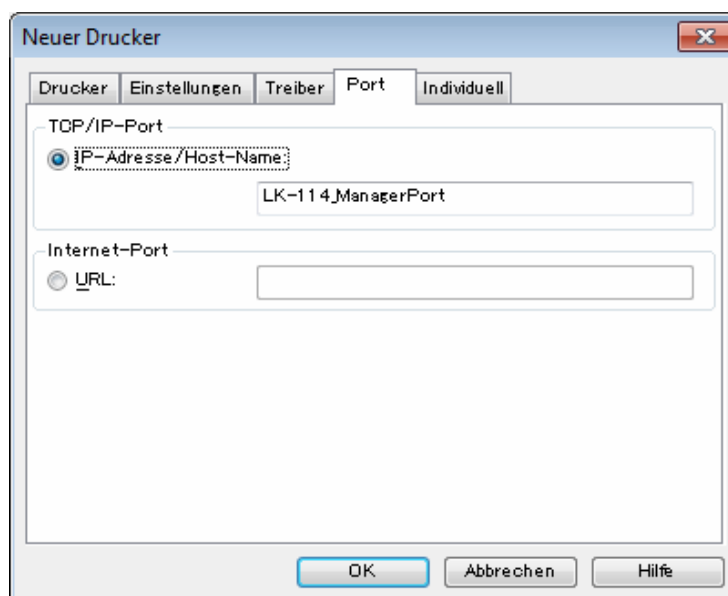 Neuer Drucker
Drucker Einstellungen Treiber Port Individuell
TCP/IP-Port
IP-Adresse/Host-Name:
LK-114_ManagerPort
Internet-Port
URL:
OK Abbrechen Hilfe